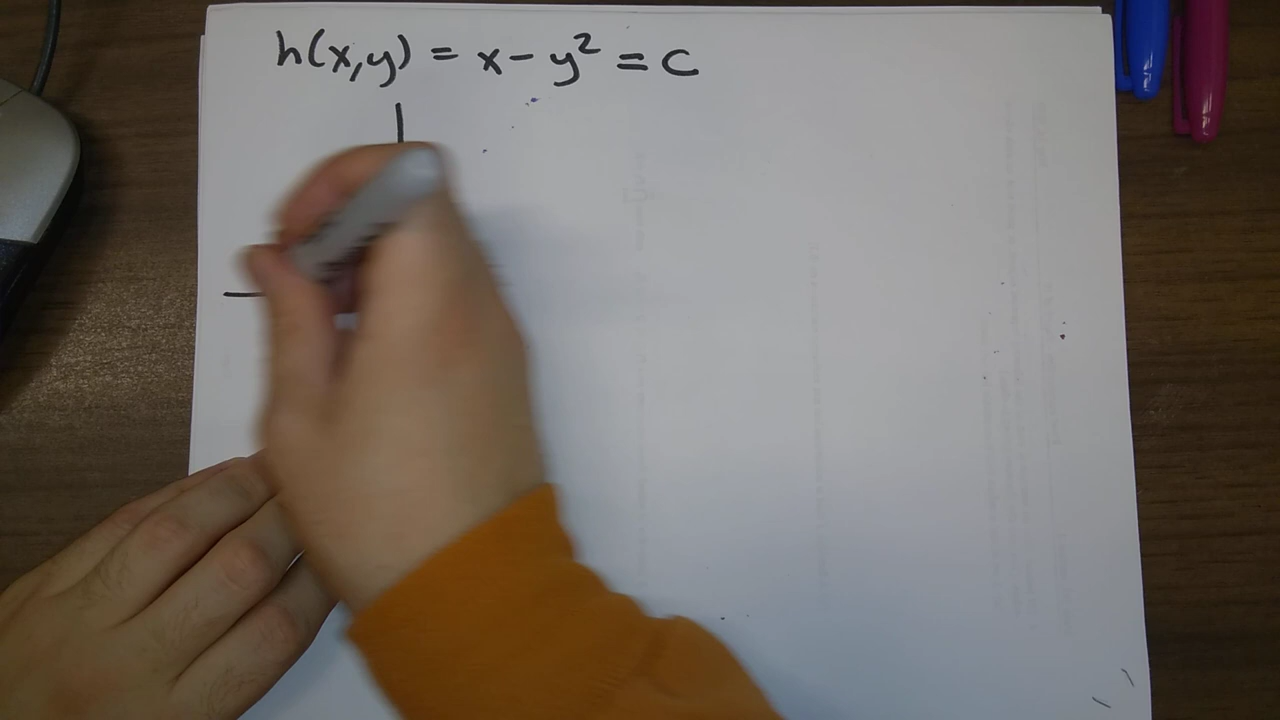 h(x,y) = x - y² = c